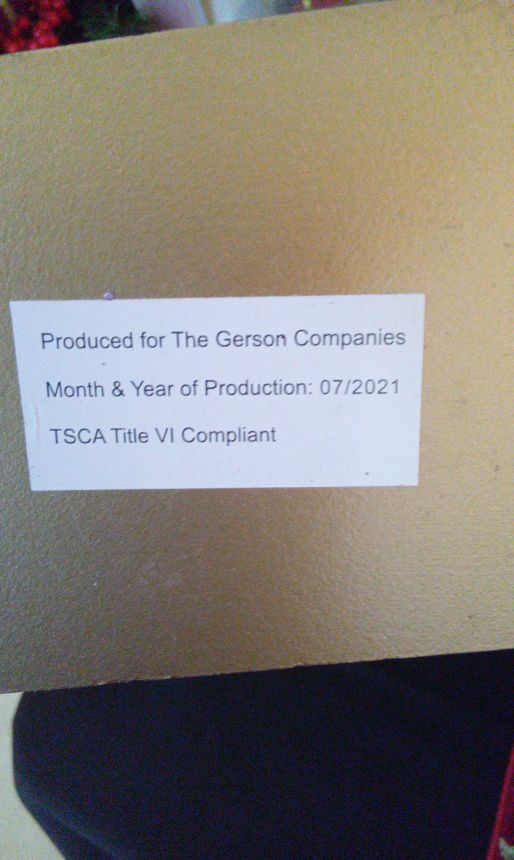 Produced for The Gerson Companies
Month & Year of Production: 07/2021
TSCA Title VI Compliant